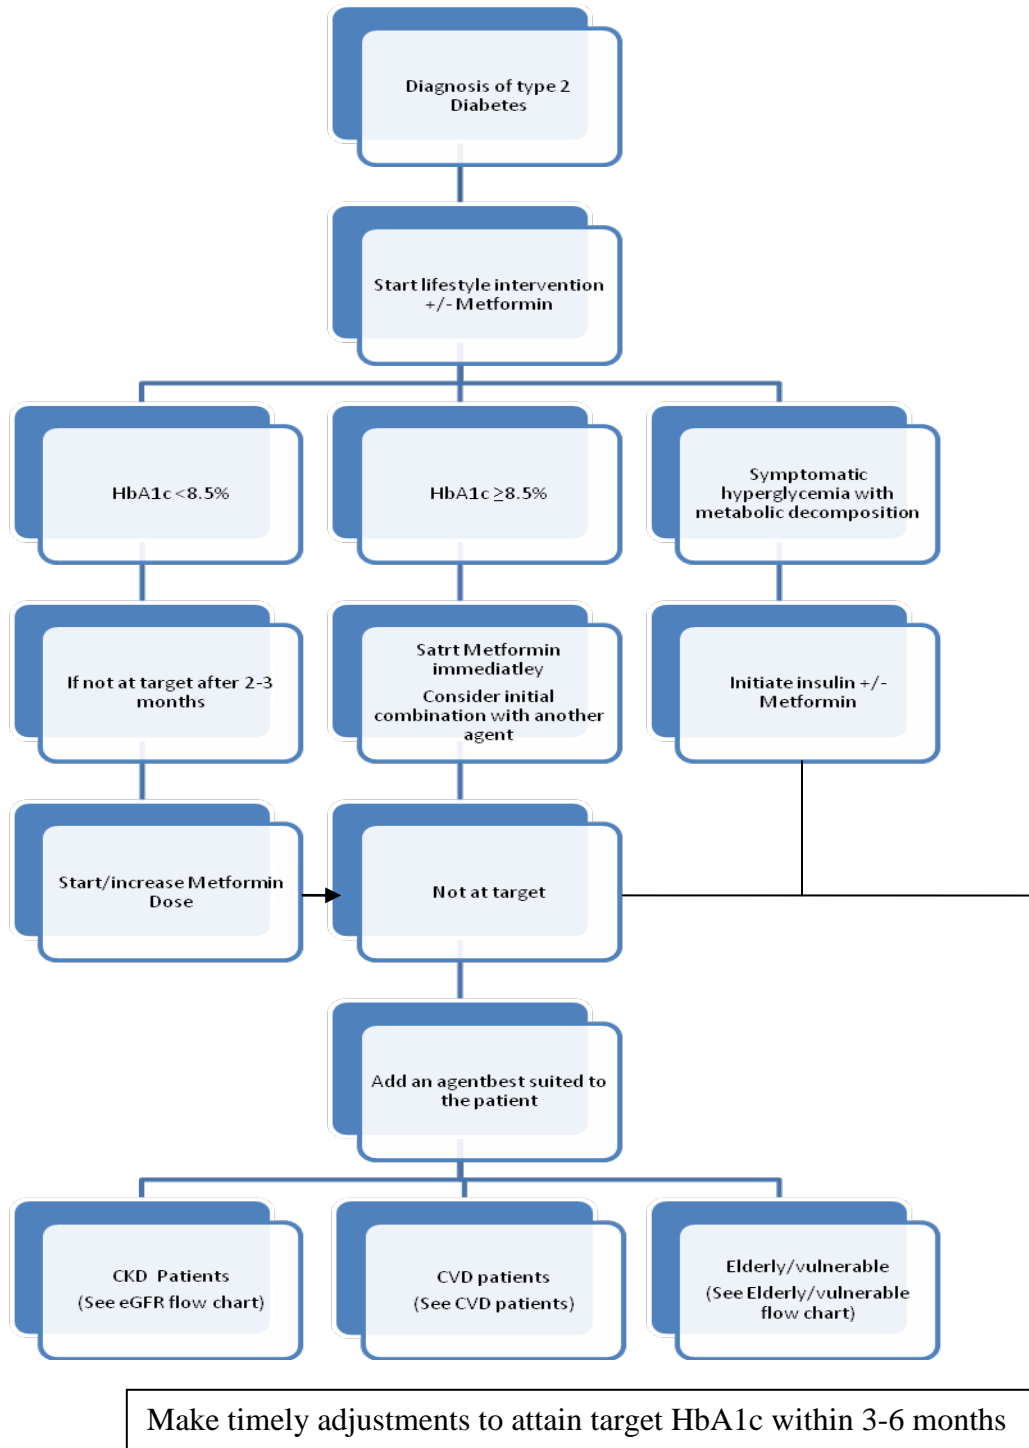 Diagnosis of type 2
Diabetes
Start lifestyle intervention
+/- Metformin
HbA1c <8.5%
HbA1c ≥8.5%
Symptomatic
hyperglycemia with
metabolic decomposition
If not at target after 2-3
months
Satrt Metformin
immediatley
Consider initial
combination with another
agent
Initiate insulin +/-
Metformin
Start/increase Metformin
Dose
Not at target
Add an agentbest suited to
the patient
CKD Patients
(See eGFR flow chart)
CVD patients
(See CVD patients)
Elderly/vulnerable
(See Elderly/vulnerable
flow chart)
Make timely adjustments to attain target HbA1c within 3-6 months